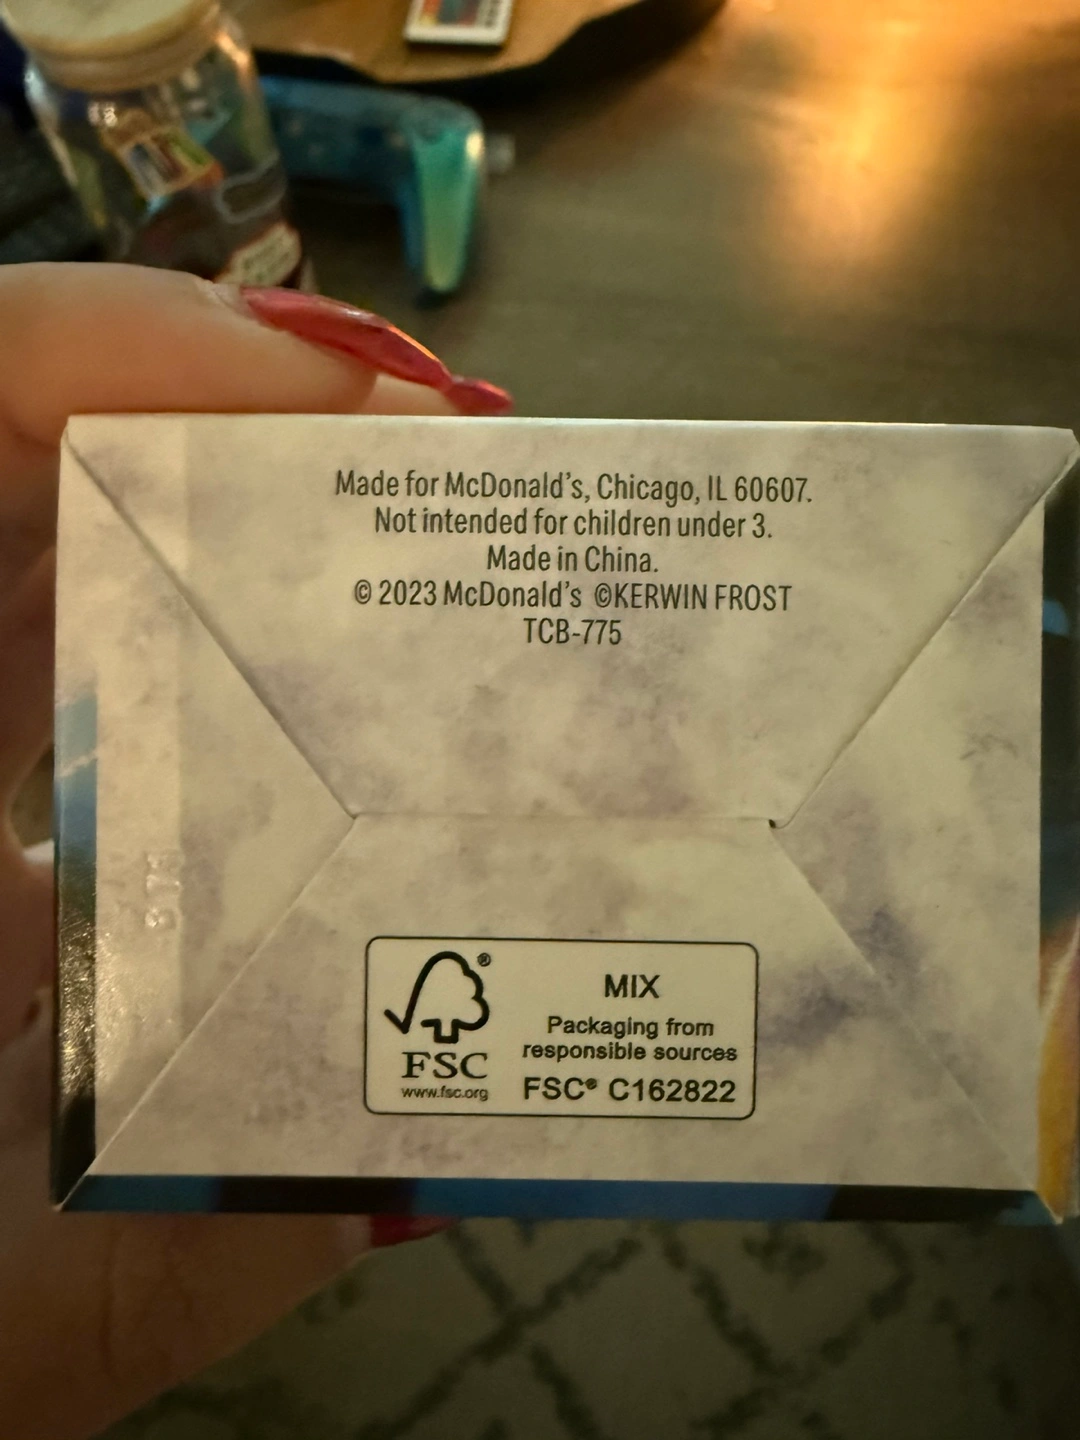 Made for McDonald's, Chicago, IL 60607.
Not intended for children under 3.
Made in China.
© 2023 McDonald's ©KERWIN FROST
TCB-775
FSC®
www.fsc.org
MIX
Packaging from
responsible sources
FSC® C162822